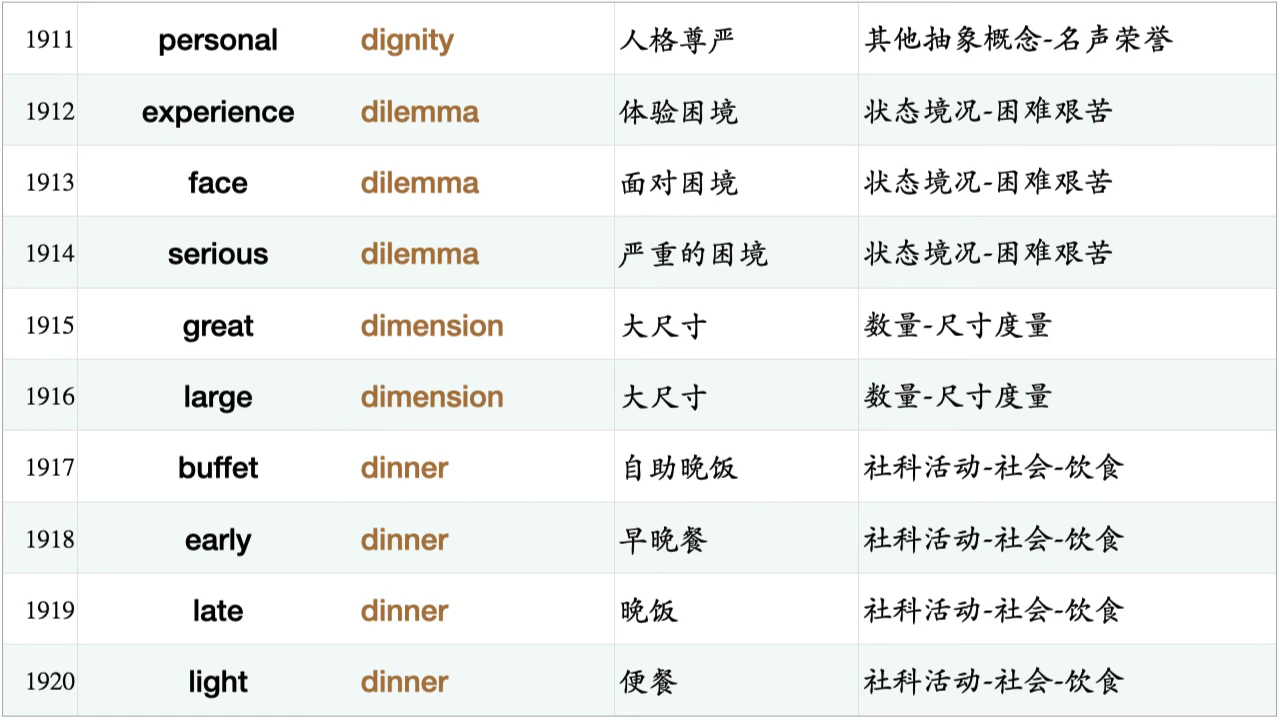 1911 personal dignity 人格尊严 其他抽象概念-名声荣誉
1912 experience dilemma 体验困境 状态境况-困难艰苦
1913 face dilemma 面对困境 状态境况-困难艰苦
1914 serious dilemma 严重的困境 状态境况-困难艰苦
1915 great dimension 大尺寸 数量-尺寸度量
1916 large dimension 大尺寸 数量-尺寸度量
1917 buffet dinner 自助晚饭 社科活动-社会-饮食
1918 early dinner 早晚餐 社科活动-社会-饮食
1919 late dinner 晚饭 社科活动-社会-饮食
1920 light dinner 便餐 社科活动-社会-饮食